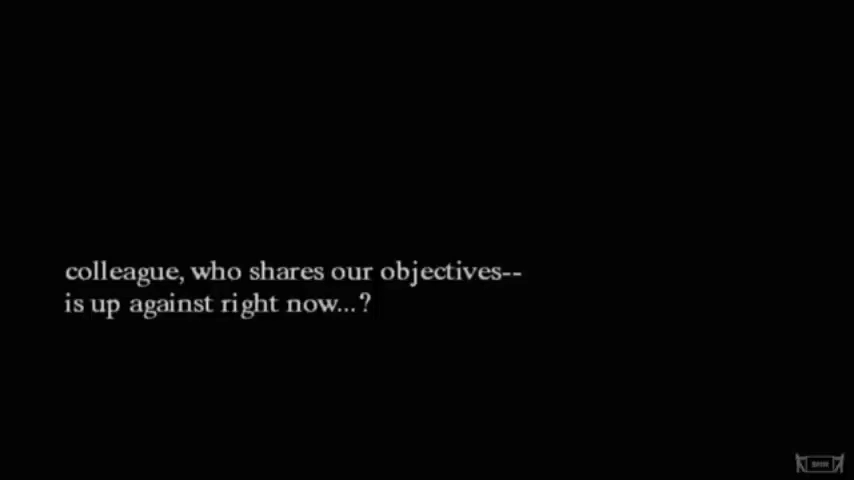 colleague, who shares our objectives--
is up against right now...?